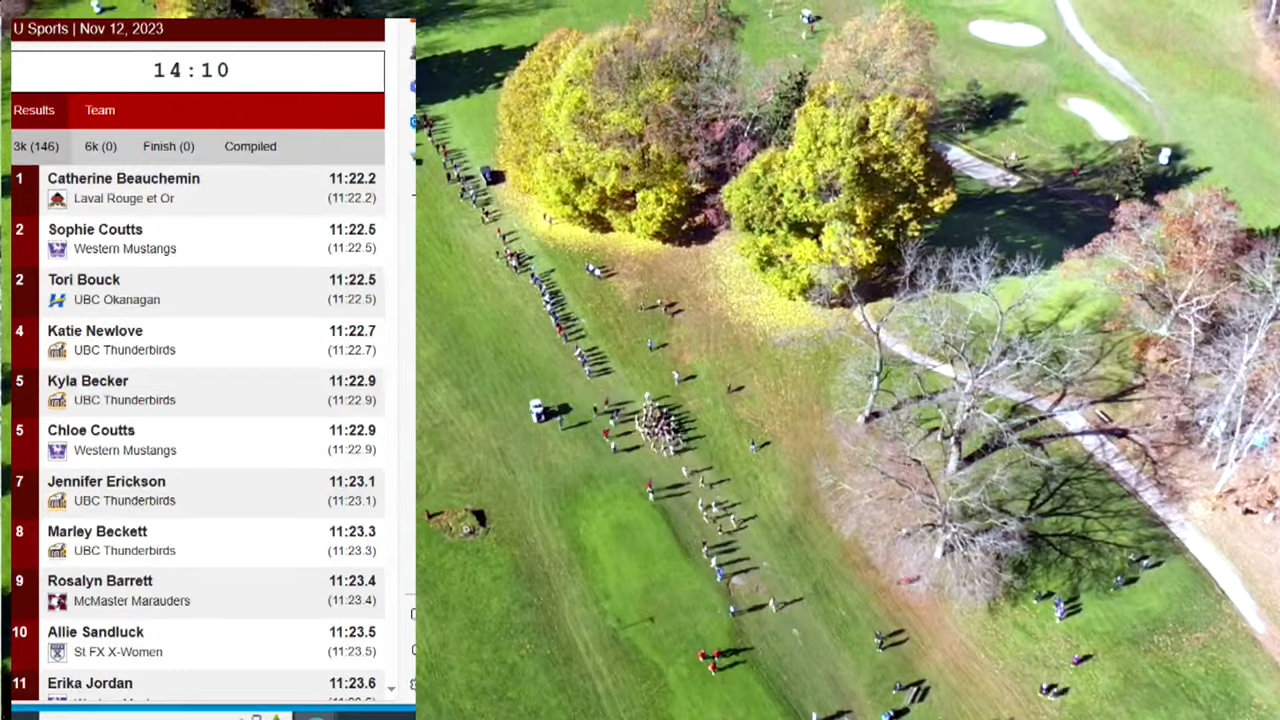 U Sports | Nov 12, 2023
14:10
Results Team
3k (146) 6k (0) Finish (0) Compiled
1 Catherine Beauchemin 11:22.2
Laval Rouge et Or (11:22.2)
2 Sophie Coutts 11:22.5
Western Mustangs (11:22.5)
2 Tori Bouck 11:22.5
UBC Okanagan (11:22.5)
4 Katie Newlove 11:22.7
UBC Thunderbirds (11:22.7)
5 Kyla Becker 11:22.9
UBC Thunderbirds (11:22.9)
5 Chloe Coutts 11:22.9
Western Mustangs (11:22.9)
7 Jennifer Erickson 11:23.1
UBC Thunderbirds (11:23.1)
8 Marley Beckett 11:23.3
UBC Thunderbirds (11:23.3)
9 Rosalyn Barrett 11:23.4
McMaster Marauders (11:23.4)
10 Allie Sandluck 11:23.5
St FX X-Women (11:23.5)
11 Erika Jordan 11:23.6